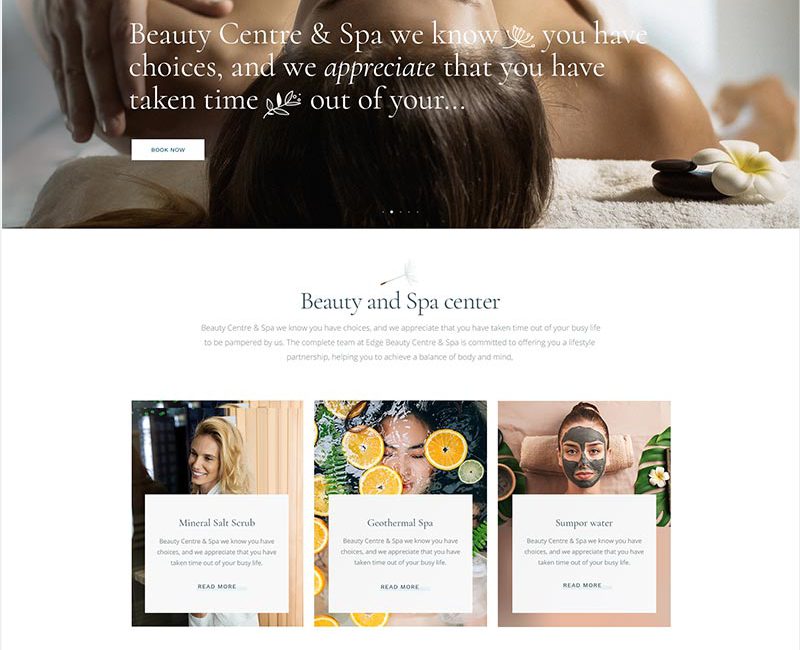 Beauty Centre & Spa we know you have
choices, and we appreciate that you have
taken time out of your...
BOOK NOW
Beauty and Spa center
Beauty Centre & Spa we know you have choices, and we appreciate that you have taken time out of your busy life
to be pampered by us. The complete team at Edge Beauty Centre & Spa is committed to offering you a lifestyle
partnership, helping you to achieve a balance of body and mind,
Mineral Salt Scrub
Beauty Centre & Spa we know you have
choices, and we appreciate that you have
taken time out of your busy life.
READ MORE
Geothermal Spa
Beauty Centre & Spa we know you have
choices, and we appreciate that you have
taken time out of your busy life.
READ MORE
Sumpor water
Beauty Centre & Spa we know you have
choices, and we appreciate that you have
taken time out of your busy life.
READ MORE